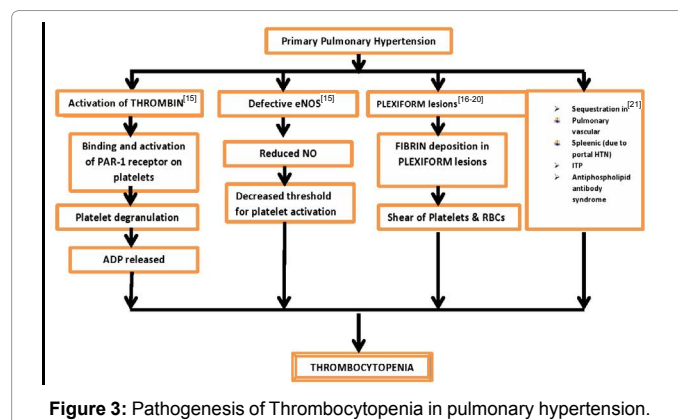 Primary Pulmonary Hypertension
Activation of THROMBIN[15]
Binding and activation
of PAR-1 receptor on
platelets
Platelet degranulation
ADP released
Defective eNOS[15]
Reduced NO
Decreased threshold
for platelet activation
PLEXIFORM lesions[16-20]
FIBRIN deposition in
PLEXIFORM lesions
Shear of Platelets & RBCs
Sequestration in[21]
Pulmonary
vascular
Spleenic (due to
portal HTN)
ITP
Antiphospholipid
antibody
syndrome
THROMBOCYTOPENIA
Figure 3: Pathogenesis of Thrombocytopenia in pulmonary hypertension.